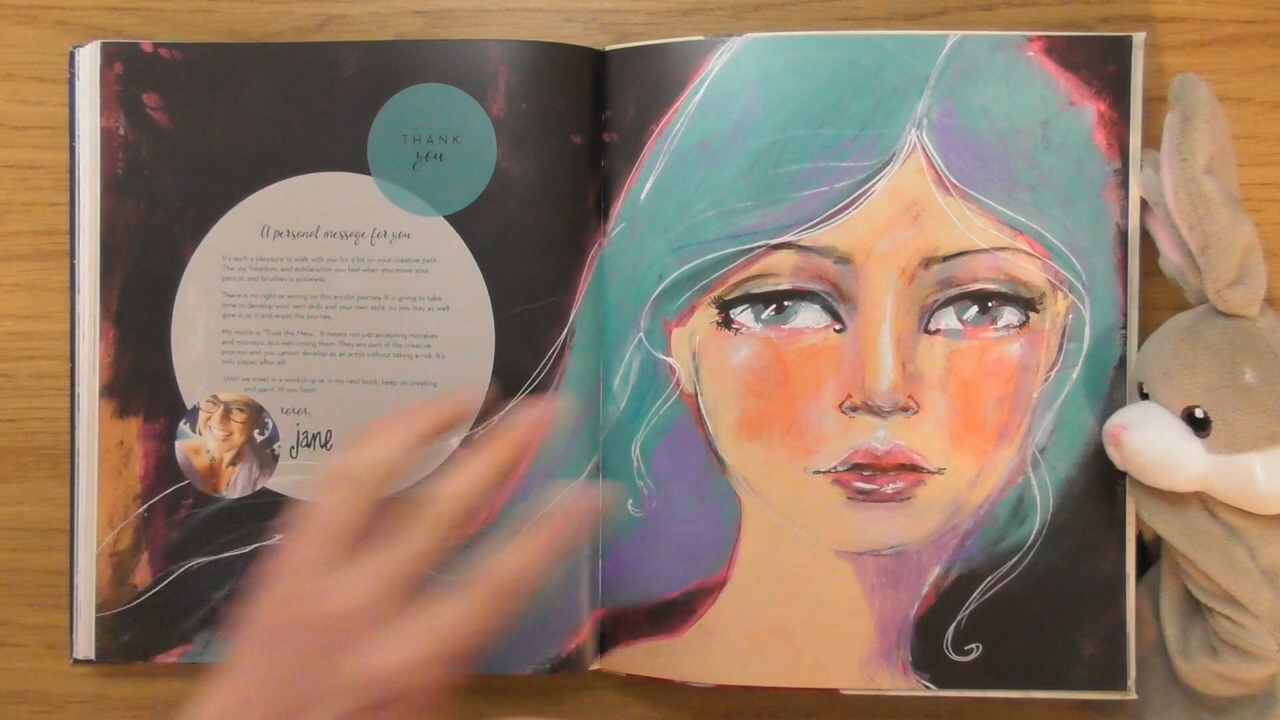 THANK
you
A personal message for you
It's such a pleasure to walk with you for a bit on your creative path.
The joy, freedom, and exhilaration you feel when you move your
pencils and brushes is priceless.
There is no right or wrong on this artistic journey. It is going to take
time to develop your own skills and your own style, so you may as well
give in to it and enjoy the journey.
My motto is "Trust the Mess." It means not just accepting mistakes
and missteps, but welcoming them. They are part of the creative
process and you cannot develop as an artist without taking a risk. It's
only paper, after all!
Until we meet in a workshop or in my next book, keep on creating
and paint 'til you faint!
xoxo,
jane